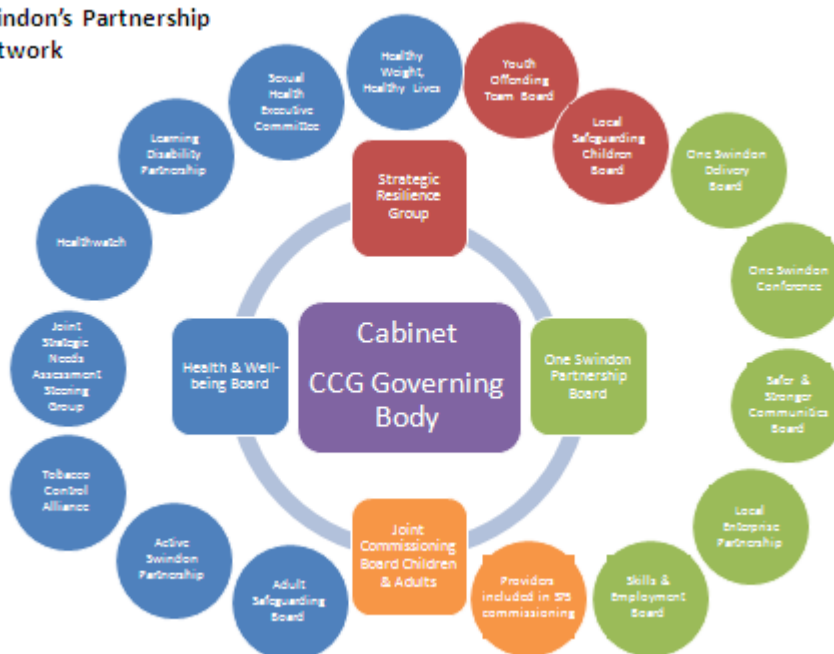 indon's Partnership
twork
Healthy
Weight,
Healthy Lives
Youth
Offending
Team Board
Sexual
Health
Executive
Committee
Local
Safeguarding
Children
Board
Learning
Disability
Partnership
One Swindon
Delivery
Board
Strategic
Resilience
Group
Healthwatch
One Swindon
Conference
Joint
Strategic
Needs
Assessment
Steering
Group
Health & Well-
being Board
Cabinet
CCG Governing
Body
One Swindon
Partnership
Board
Safer &
Stronger
Communities
Board
Tobacco
Control
Alliance
Local
Enterprise
Partnership
Active
Swindon
Partnership
Joint
Commissioning
Board Children
& Adults
Adult
Safeguarding
Board
Providers
included in S75
commissioning
Skills &
Employment
Board